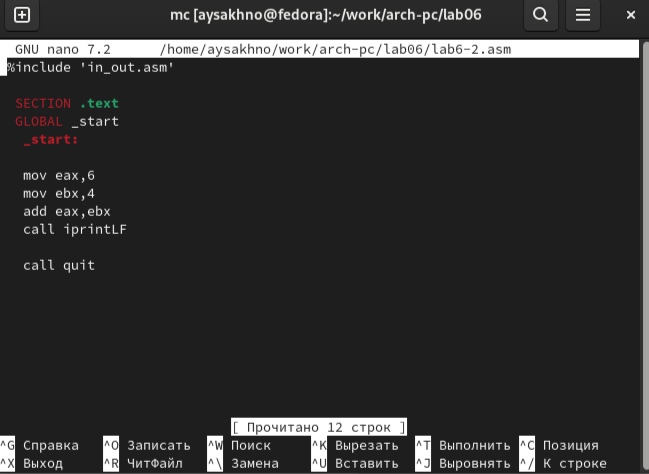 mc [aysakhno@fedora]:~/work/arch-pc/lab06
GNU nano 7.2 /home/aysakhno/work/arch-pc/lab06/lab6-2.asm
%include 'in_out.asm'
SECTION .text
GLOBAL _start
_start:
mov eax,6
mov ebx,4
add eax,ebx
call iprintLF
call quit
[ Прочитано 12 строк ]
^G Справка ^O Записать ^W Поиск ^K Вырезать ^T Выполнить ^C Позиция
^X Выход ^R ЧитФайл ^\ Замена ^U Вставить ^J Выровнять ^/ К строке